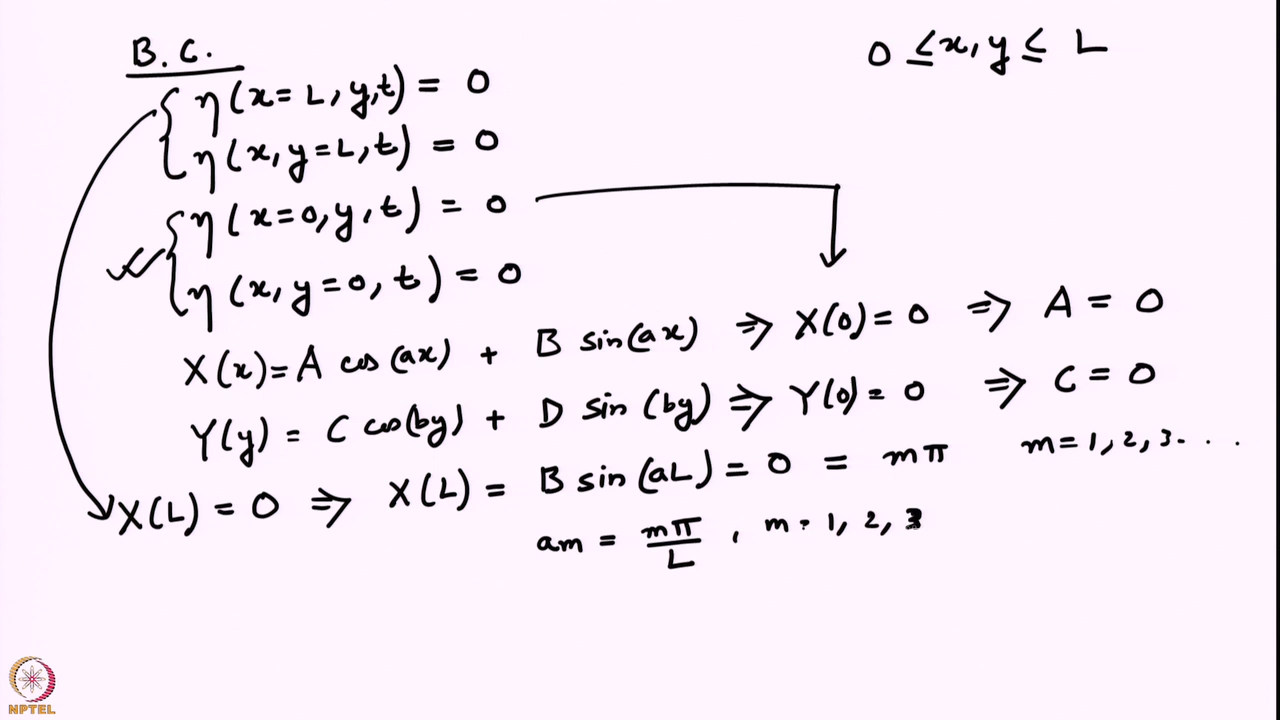 B.C.
0 ≤ x, y ≤ L
η(x=L, y,t) = 0
η(x, y=L, t) = 0
η(x=0, y, t) = 0
η(x, y=0, t) = 0
X(x) = A cos(ax) + B sin(ax) ⇒ X(0) = 0 ⇒ A = 0
Y(y) = C cos(by) + D sin(by) ⇒ Y(0) = 0 ⇒ C = 0
X(L) = 0 ⇒ X(L) = B sin(aL) = 0 = mπ m = 1, 2, 3. . .
am = mπ/L , m = 1, 2, 3
NPTEL